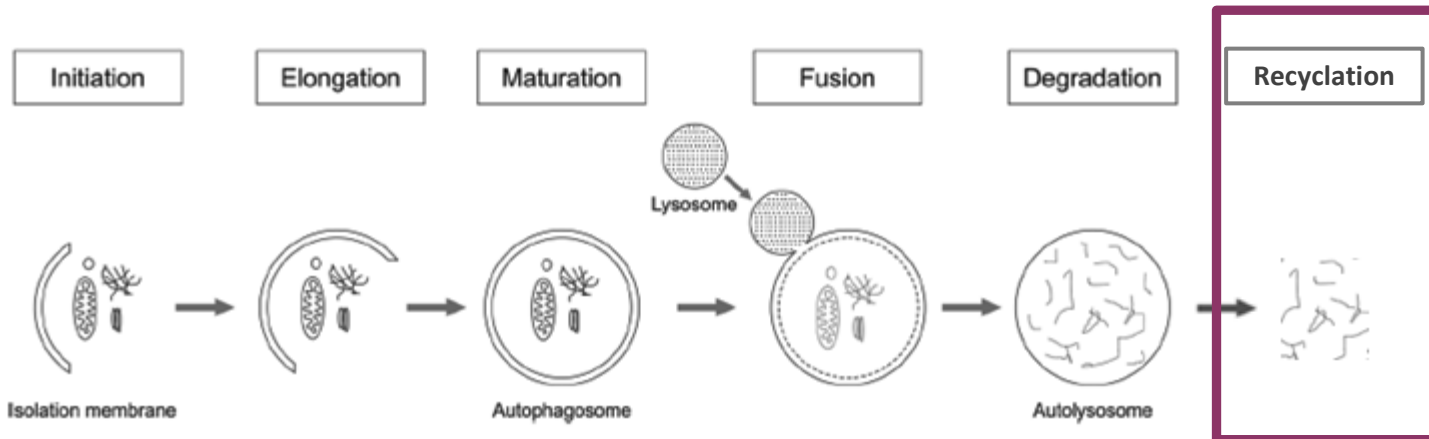 Initiation
Elongation
Maturation
Fusion
Degradation
Recyclation
Lysosome
Isolation membrane
Autophagosome
Autolysosome